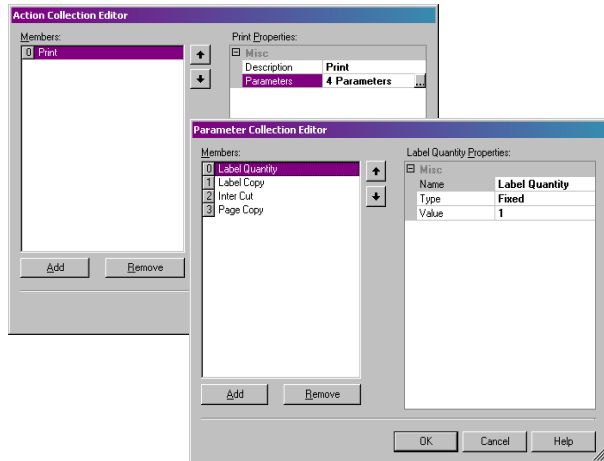 Action Collection Editor
Members:
0 Print
Print Properties:
Misc
Description Print
Parameters 4 Parameters ...
Add Remove
Parameter Collection Editor
Members:
0 Label Quantity
1 Label Copy
2 Inter Cut
3 Page Copy
Label Quantity Properties:
Misc
Name Label Quantity
Type Fixed
Value 1
Add Remove
OK Cancel Help